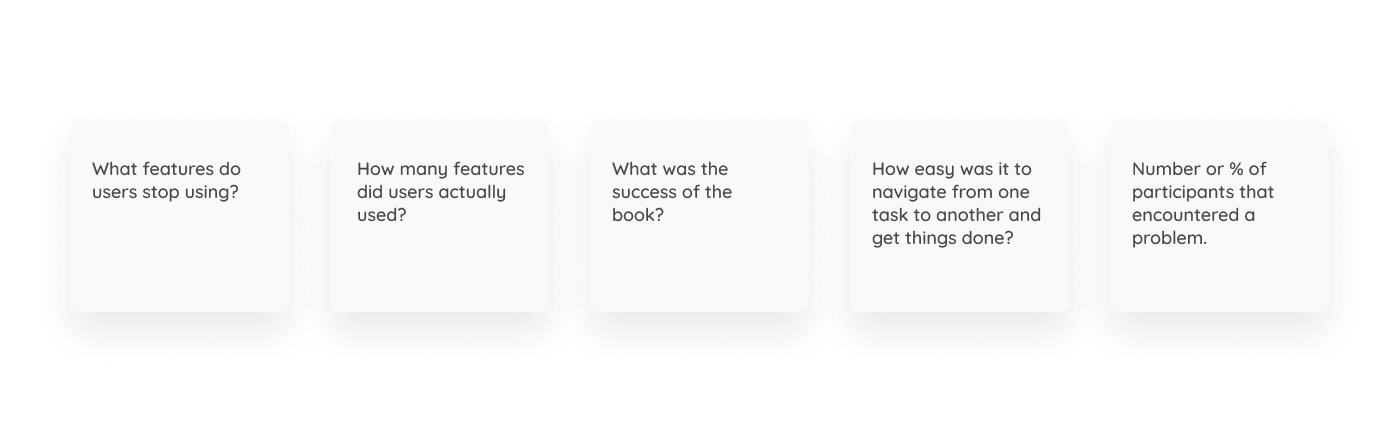 What features do
users stop using?
How many features
did users actually
used?
What was the
success of the
book?
How easy was it to
navigate from one
task to another and
get things done?
Number or % of
participants that
encountered a
problem.